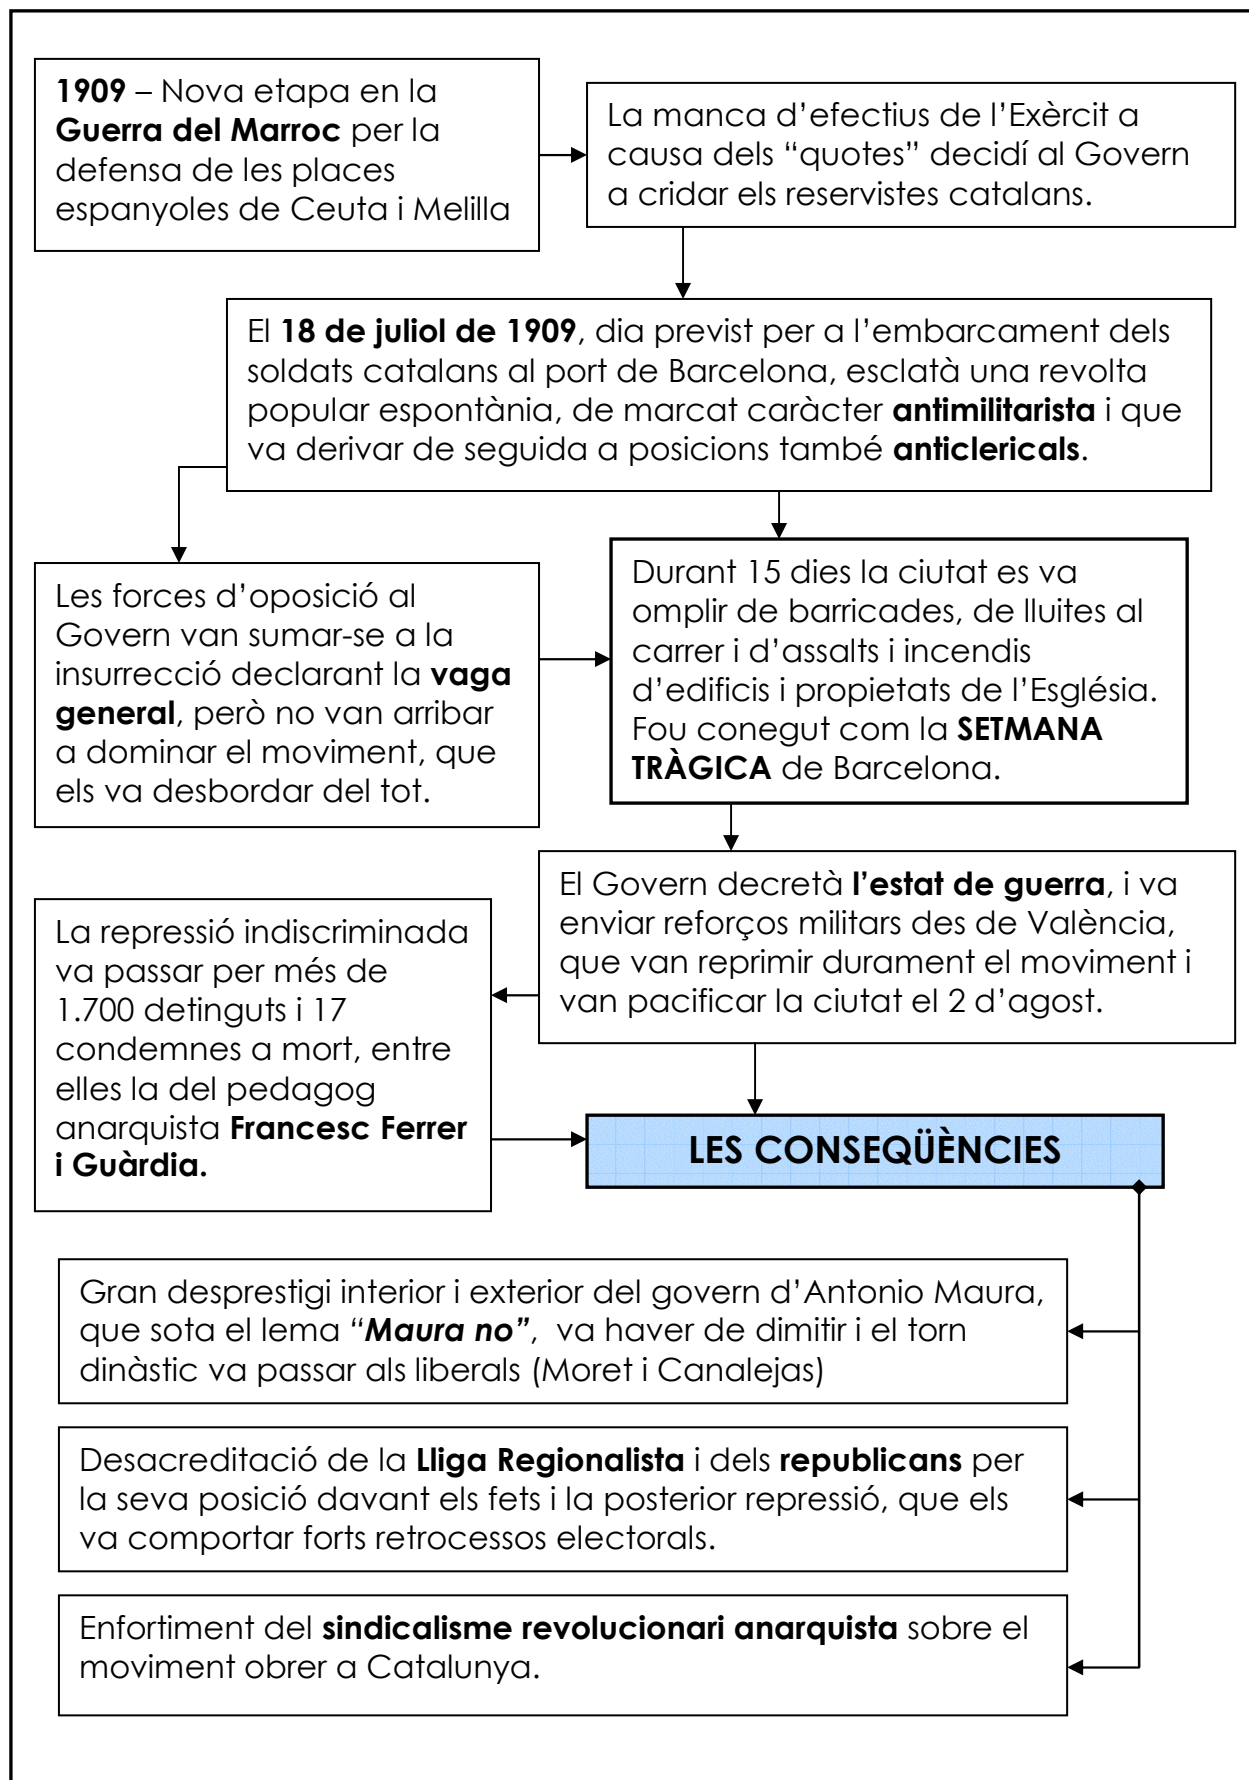 1909 – Nova etapa en la
Guerra del Marroc per la
defensa de les places
espanyoles de Ceuta i Melilla
La manca d’efectius de l’Exèrcit a
causa dels “quotes” decidí al Govern
a cridar els reservistes catalans.
El 18 de juliol de 1909, dia previst per a l’embarcament dels
soldats catalans al port de Barcelona, esclatà una revolta
popular espontània, de marcat caràcter antimilitarista i que
va derivar de seguida a posicions també anticlericals.
Les forces d’oposició al
Govern van sumar-se a la
insurrecció declarant la vaga
general, però no van arribar
a dominar el moviment, que
els va desbordar del tot.
Durant 15 dies la ciutat es va
omplir de barricades, de lluites al
carrer i d’assalts i incendis
d’edificis i propietats de l’Església.
Fou conegut com la SETMANA
TRÀGICA de Barcelona.
El Govern decretà l’estat de guerra, i va
enviar reforços militars des de València,
que van reprimir durament el moviment i
van pacificar la ciutat el 2 d’agost.
La repressió indiscriminada
va passar per més de
1.700 detinguts i 17
condemnes a mort, entre
elles la del pedagog
anarquista Francesc Ferrer
i Guàrdia.
LES CONSEQÜÈNCIES
Gran desprestigi interior i exterior del govern d’Antonio Maura,
que sota el lema “Maura no”, va haver de dimitir i el torn
dinàstic va passar als liberals (Moret i Canalejas)
Desacreditació de la Lliga Regionalista i dels republicans per
la seva posició davant els fets i la posterior repressió, que els
va comportar forts retrocessos electorals.
Enfortiment del sindicalisme revolucionari anarquista sobre el
moviment obrer a Catalunya.